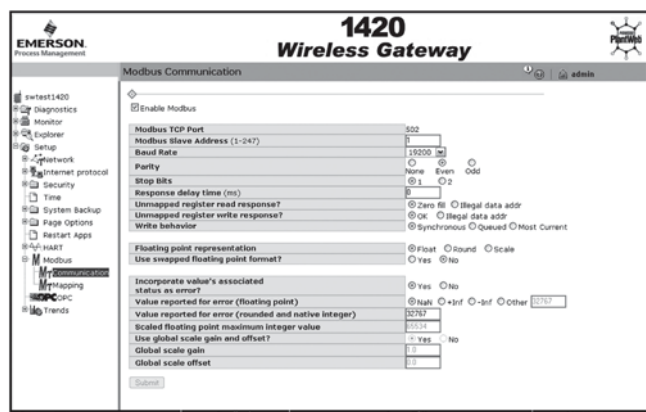 EMERSON.
Process Management
1420
Wireless Gateway
PlantWeb
Modbus Communication
admin
swtest1420
Diagnostics
Monitor
Explorer
Setup
Network
Internet protocol
Security
Time
System Backup
Page Options
Restart Apps
HART
Modbus
Communication
Mapping
OPC OPC
Trends
Enable Modbus
Modbus TCP Port 502
Modbus Slave Address (1-247) 1
Baud Rate 19200
Parity None Even Odd
Stop Bits 1 2
Response delay time (ms) 0
Unmapped register read response? Zero fill Illegal data addr
Unmapped register write response? OK Illegal data addr
Write behavior Synchronous Queued Most Current
Floating point representation Float Round Scale
Use swapped floating point format? Yes No
Incorporate value's associated
status as error? Yes No
Value reported for error (floating point) NaN +Inf -Inf Other 32767
Value reported for error (rounded and native integer) 32767
Scaled floating point maximum integer value 65534
Use global scale gain and offset? Yes No
Global scale gain 1.0
Global scale offset 0.0
Submit